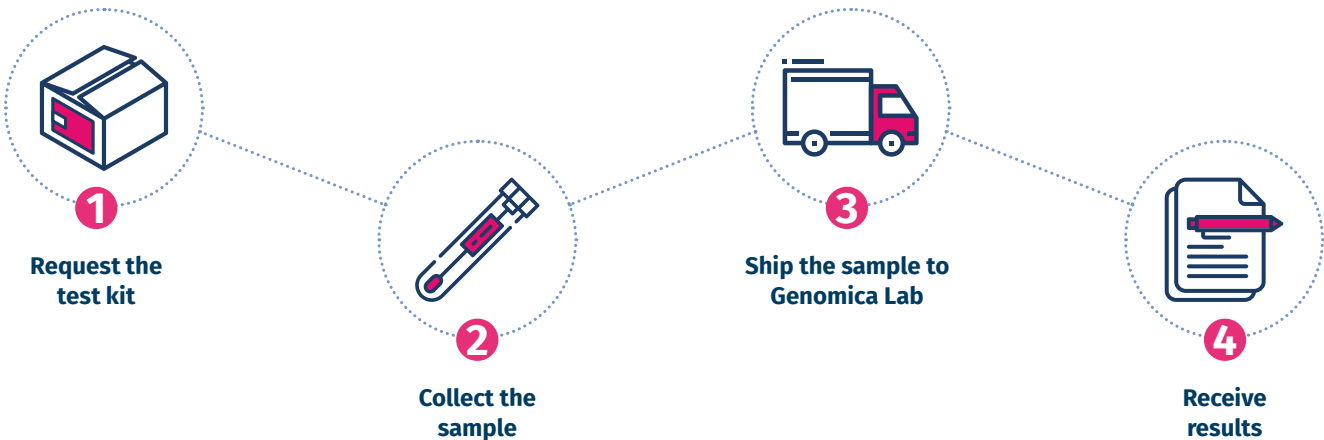 1
Request the
test kit
2
Collect the
sample
3
Ship the sample to
Genomica Lab
4
Receive
results